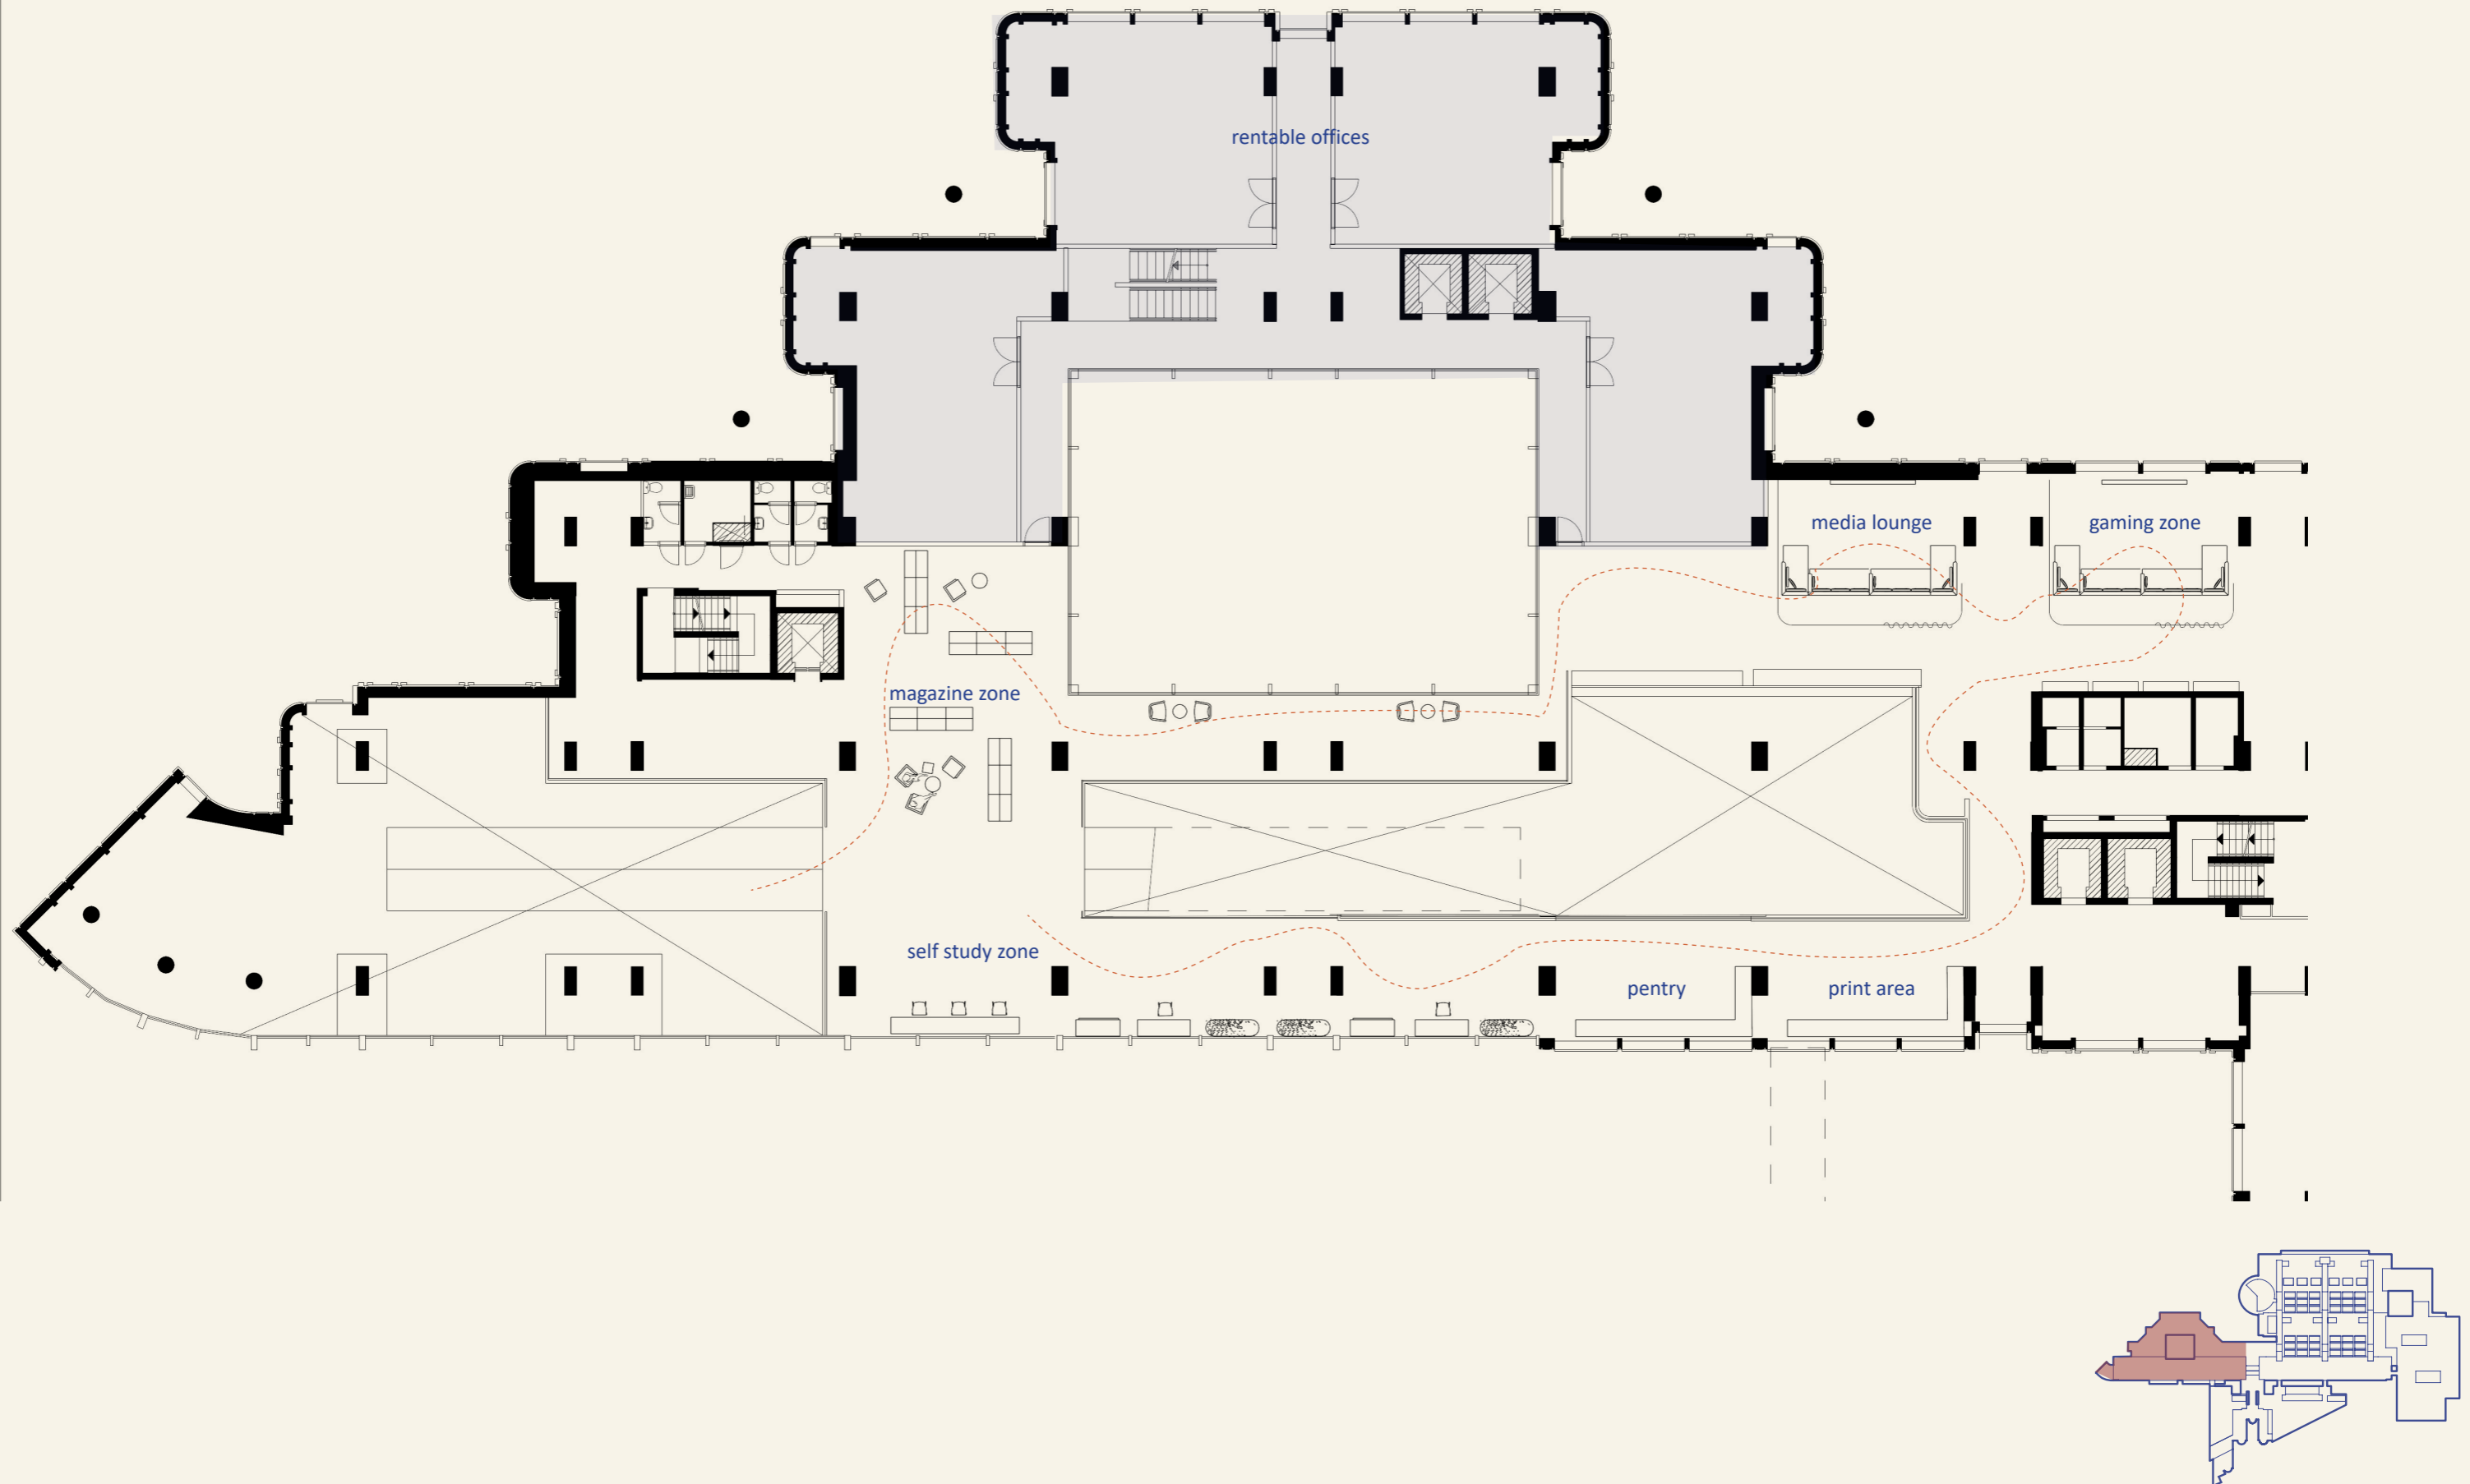 rentable offices
media lounge
gaming zone
magazine zone
self study zone
pentry
print area